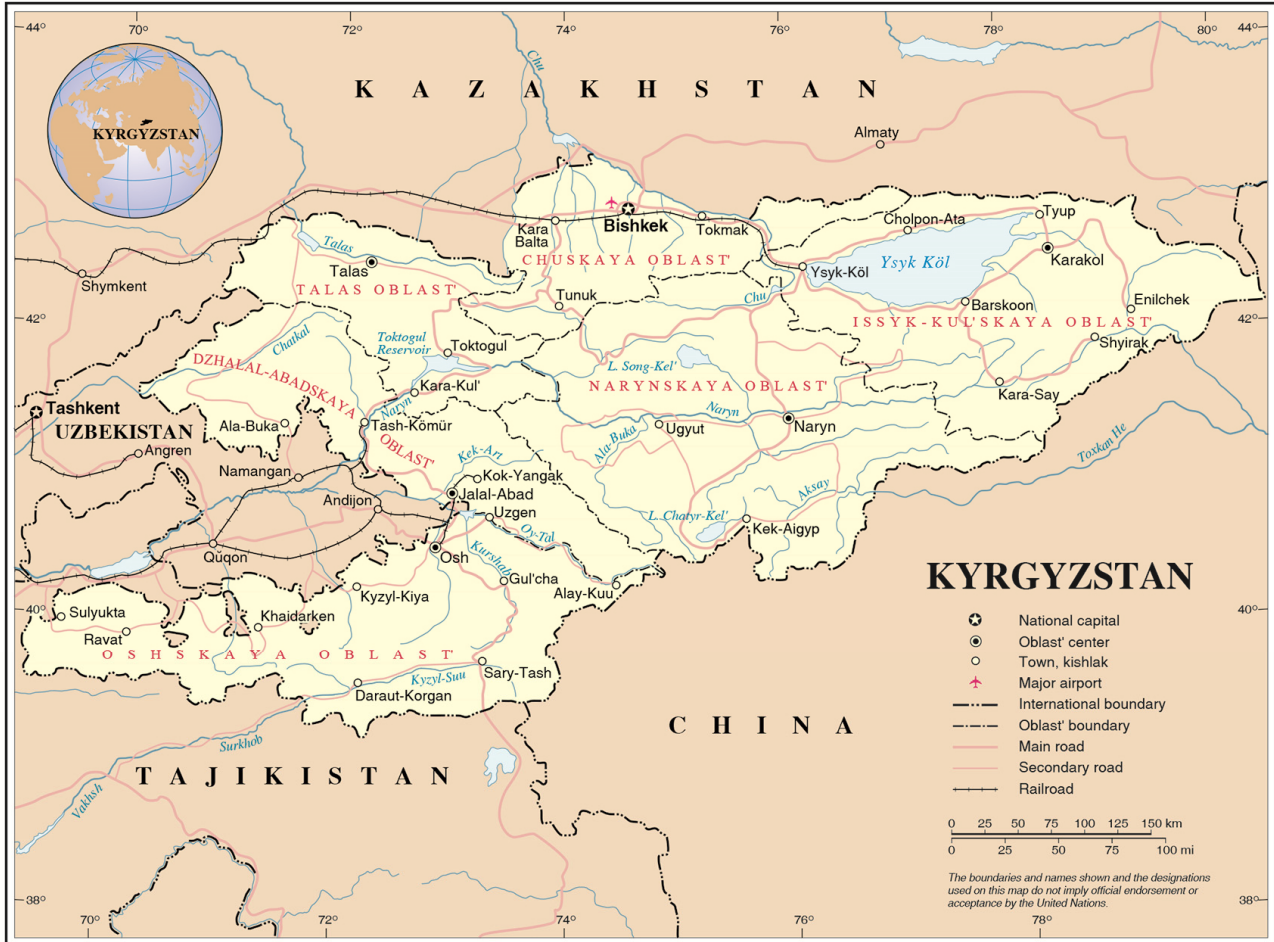 44°
70°
72°
74°
76°
78°
80°
44°
KYRGYZSTAN
K A Z A K H S T A N
Chu
Almaty
Shymkent
Talas
Talas
TALAS OBLAST'
Kara
Balta
Bishkek
Tokmak
CHUSKAYA OBLAST'
Cholpon-Ata
Tyup
Ysyk Köl
Karakol
Ysyk-Köl
Chu
Tunuk
Barskoon
Enilchek
ISSYK-KUL'SKAYA OBLAST'
Shyirak
42°
42°
Chatkal
Toktogul
Reservoir
Toktogul
DZHALAL-ABADSKAYA
OBLAST'
L. Song-Kel'
NARYNSKAYA OBLAST'
Kara-Say
Kara-Kul'
Naryn
Naryn
Tashkent
UZBEKISTAN
Ala-Buka
Tash-Kömür
Ala-Buka
Ugyut
Naryn
Angren
Toxkan He
Namangan
Kek-Art
Kok-Yangak
Jalal-Abad
Andijon
Uzgen
Aksay
L. Chatyr-Kel'
Kek-Aigyp
Oy-Tal
Quqon
Osh
Kurshab
Gul'cha
Alay-Kuu
Kyzyl-Kiya
40°
40°
Sulyukta
Khaidarken
Ravat
O S H S K A Y A O B L A S T'
Sary-Tash
Kyzyl-Suu
Daraut-Korgan
Surkhob
C H I N A
T A J I K I S T A N
Vakhsh
KYRGYZSTAN
National capital
Oblast' center
Town, kishlak
Major airport
International boundary
Oblast' boundary
Main road
Secondary road
Railroad
0 25 50 75 100 125 150 km
0 25 50 75 100 mi
The boundaries and names shown and the designations
used on this map do not imply official endorsement or
acceptance by the United Nations.
38°
38°
70°
72°
74°
76°
78°